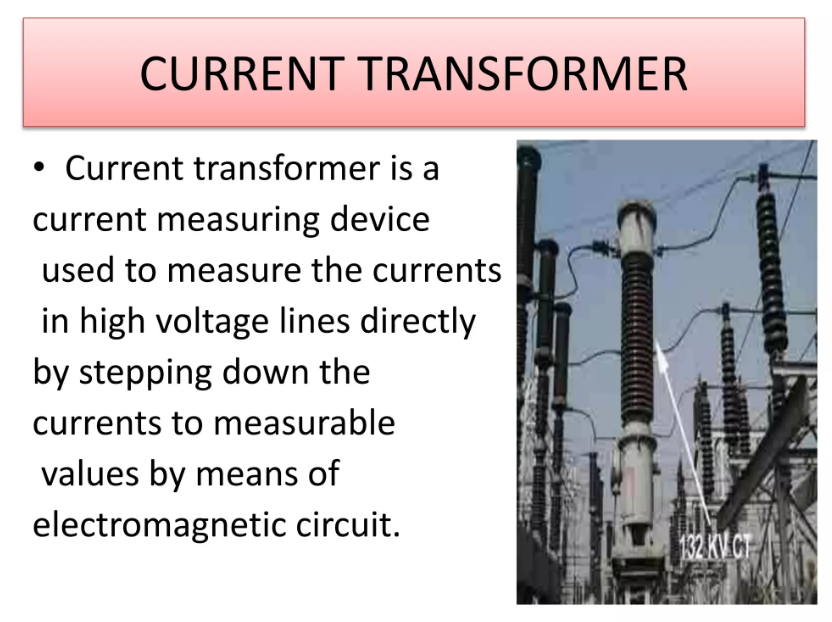 CURRENT TRANSFORMER
• Current transformer is a
current measuring device
used to measure the currents
in high voltage lines directly
by stepping down the
currents to measurable
values by means of
electromagnetic circuit.
132 KV CT